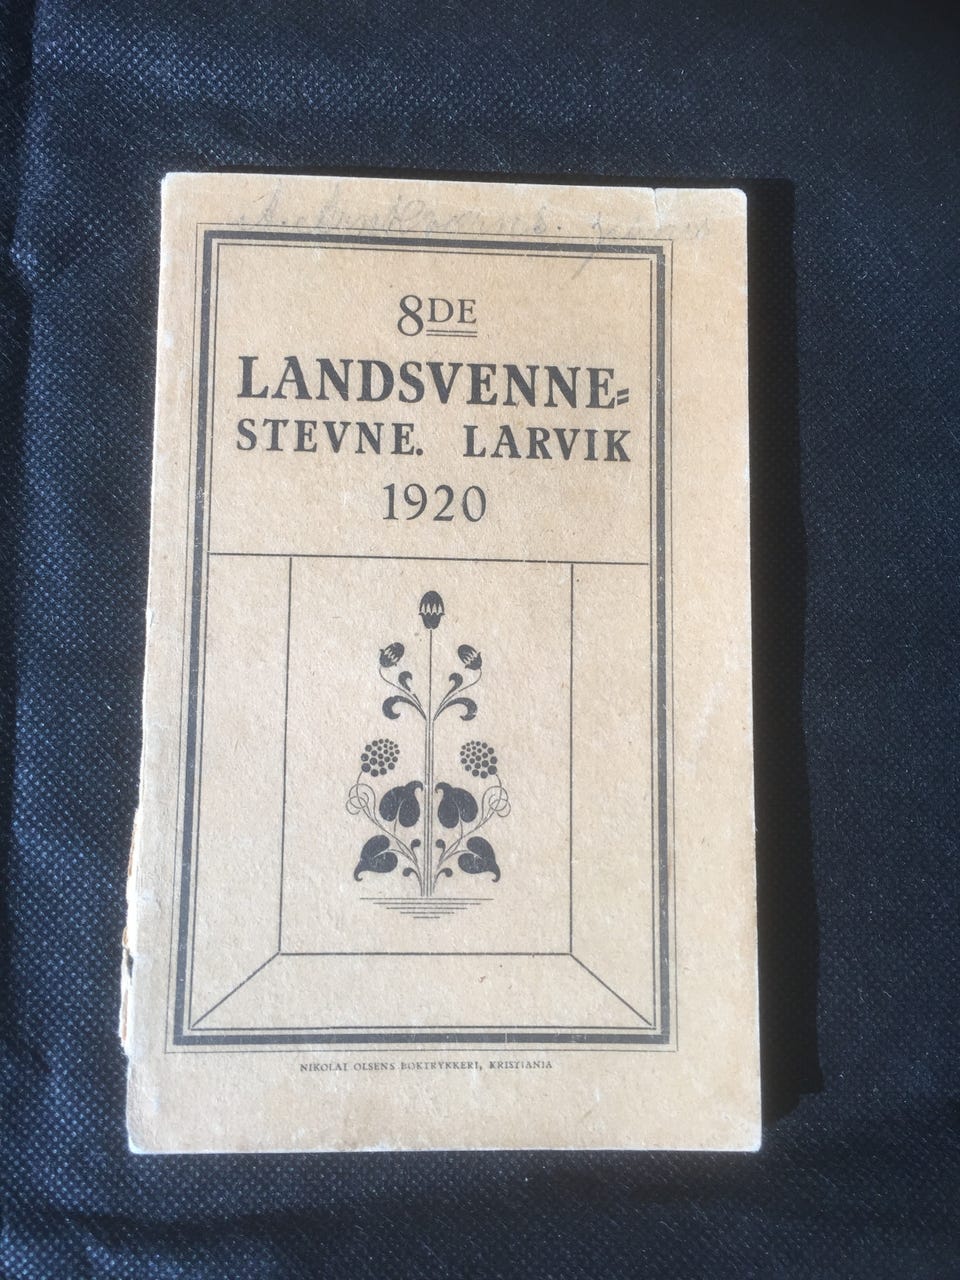 8DE
LANDSVENNE=
STEVNE. LARVIK
1920
NIKOLAI OLSENS BOKTRYKKERI, KRISTIANIA